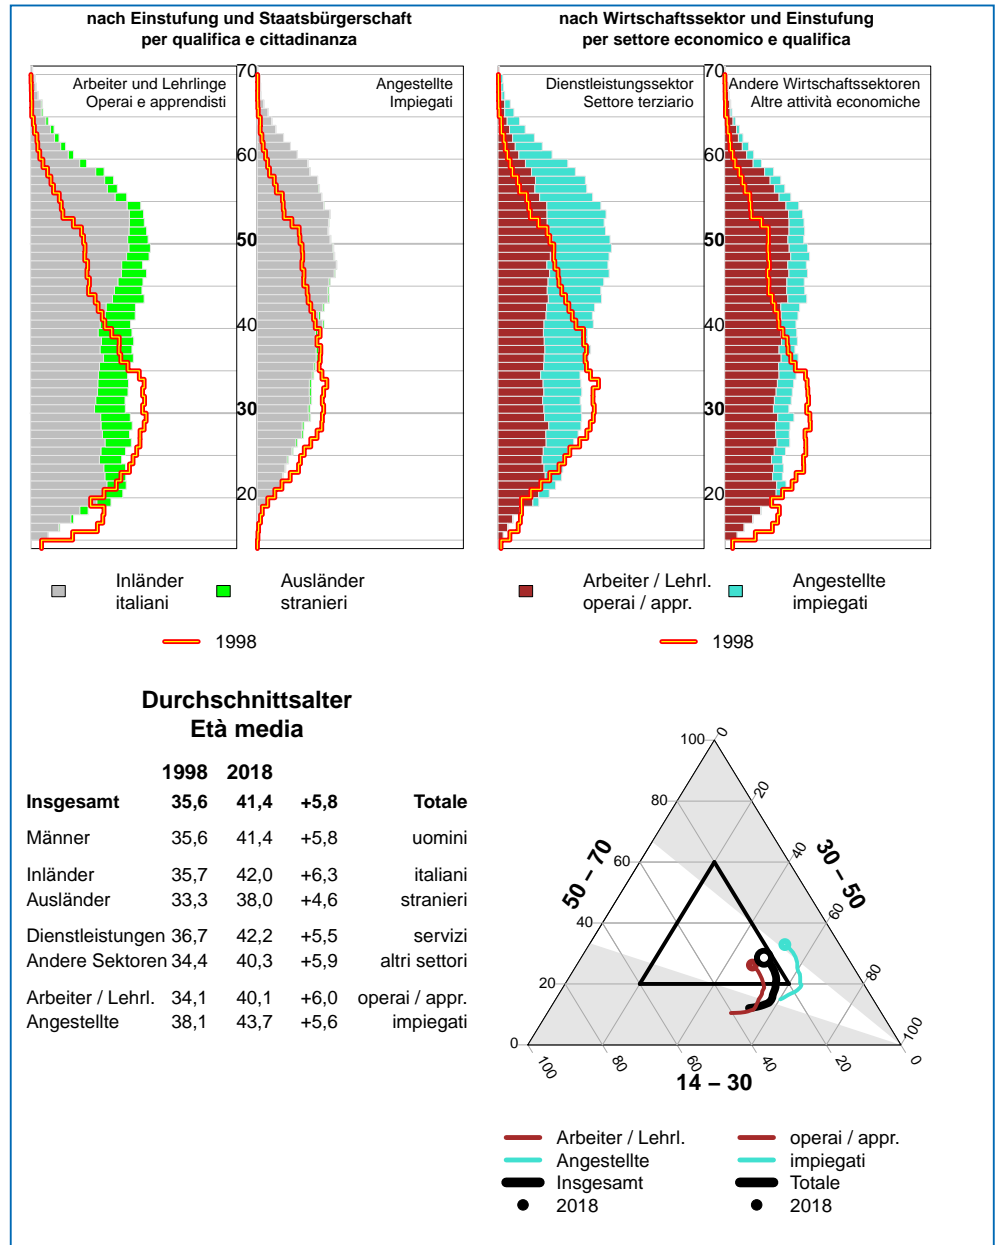 nach Einstufung und Staatsbürgerschaft
per qualifica e cittadinanza
nach Wirtschaftssektor und Einstufung
per settore economico e qualifica
Arbeiter und Lehrlinge
Operai e apprendisti
Angestellte
Impiegati
Dienstleistungssektor
Settore terziario
Andere Wirtschaftssektoren
Altre attività economiche
70
60
50
40
30
20
70
60
50
40
30
20
Inländer
italiani
Ausländer
stranieri
Arbeiter / Lehrl.
operai / appr.
Angestellte
impiegati
1998
1998
Durchschnittsalter
Età media
1998 2018
Insgesamt 35,6 41,4 +5,8 Totale
Männer 35,6 41,4 +5,8 uomini
Inländer 35,7 42,0 +6,3 italiani
Ausländer 33,3 38,0 +4,6 stranieri
Dienstleistungen 36,7 42,2 +5,5 servizi
Andere Sektoren 34,4 40,3 +5,9 altri settori
Arbeiter / Lehrl. 34,1 40,1 +6,0 operai / appr.
Angestellte 38,1 43,7 +5,6 impiegati
100
80
60
40
20
0
0
20
40
60
80
100
100
80
60
40
20
0
50 – 70
30 – 50
14 – 30
Arbeiter / Lehrl. operai / appr.
Angestellte impiegati
Insgesamt Totale
2018 2018